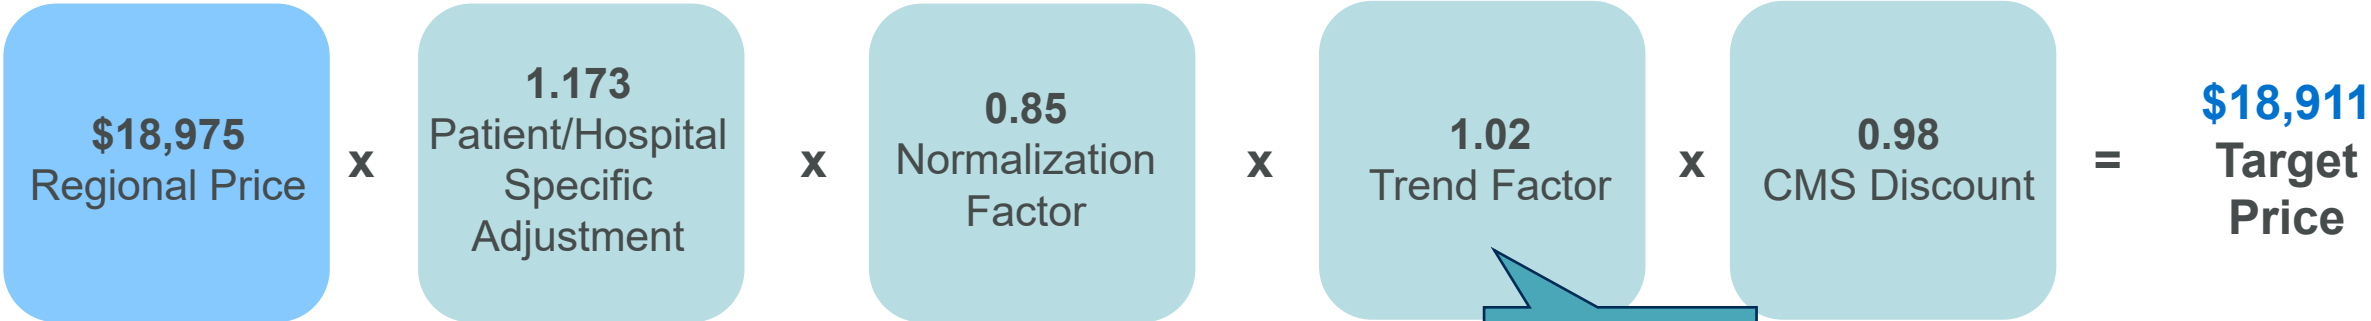 $18,975
Regional Price
x
1.173
Patient/Hospital
Specific
Adjustment
x
0.85
Normalization
Factor
x
1.02
Trend Factor
x
0.98
CMS Discount
=
$18,911
Target
Price